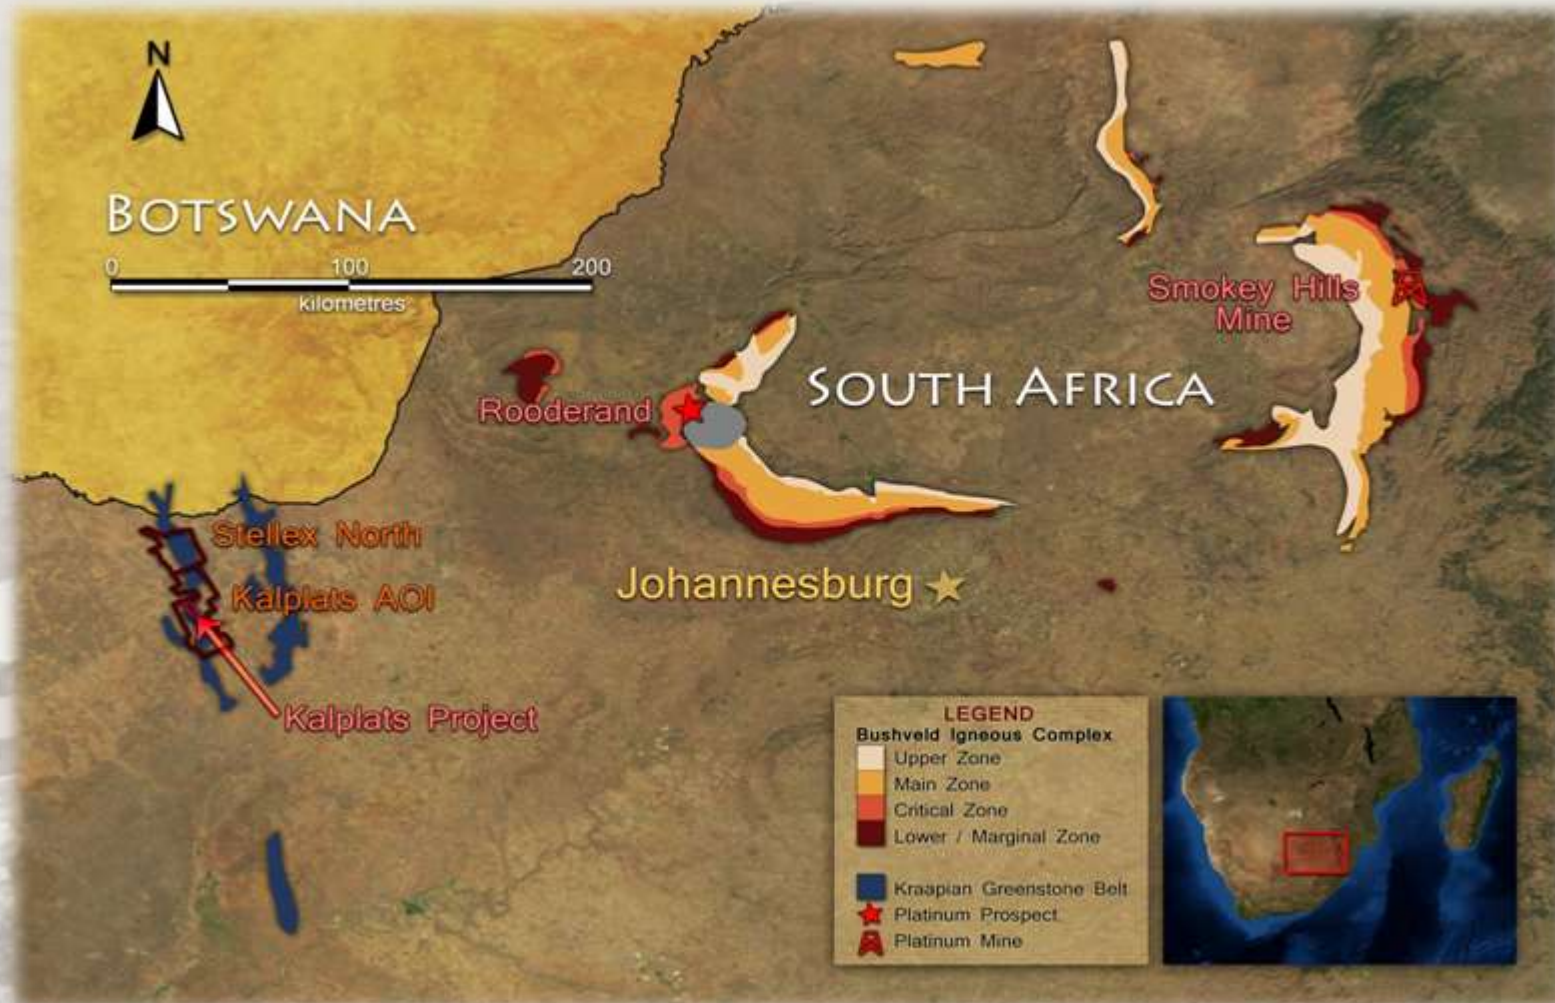 N
BOTSWANA
0 100 200
kilometres
Smokey Hills
Mine
SOUTH AFRICA
Rooderand
Stellex North
Johannesburg
Kalplats AOI
Kalplats Project
LEGEND
Bushveld Igneous Complex
Upper Zone
Main Zone
Critical Zone
Lower / Marginal Zone
Kraapian Greenstone Belt
Platinum Prospect
Platinum Mine